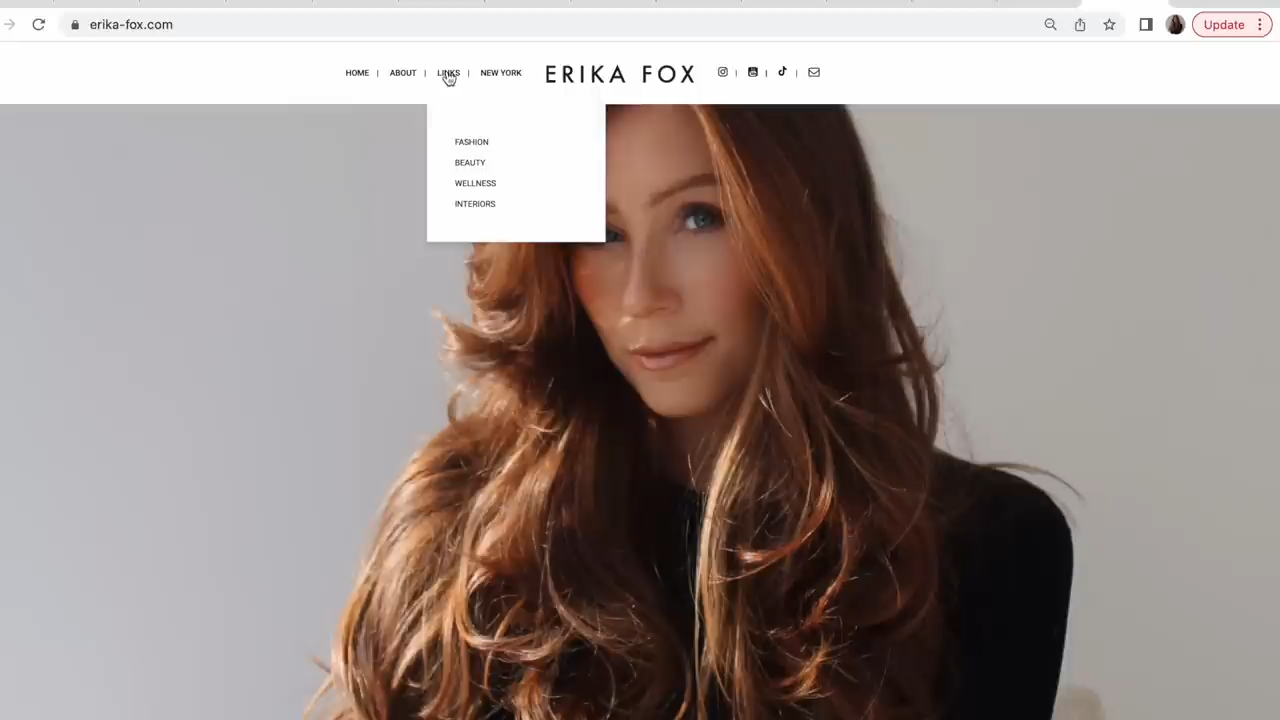 erika-fox.com
Update
HOME | ABOUT | LINKS | NEW YORK
ERIKA FOX
FASHION
BEAUTY
WELLNESS
INTERIORS